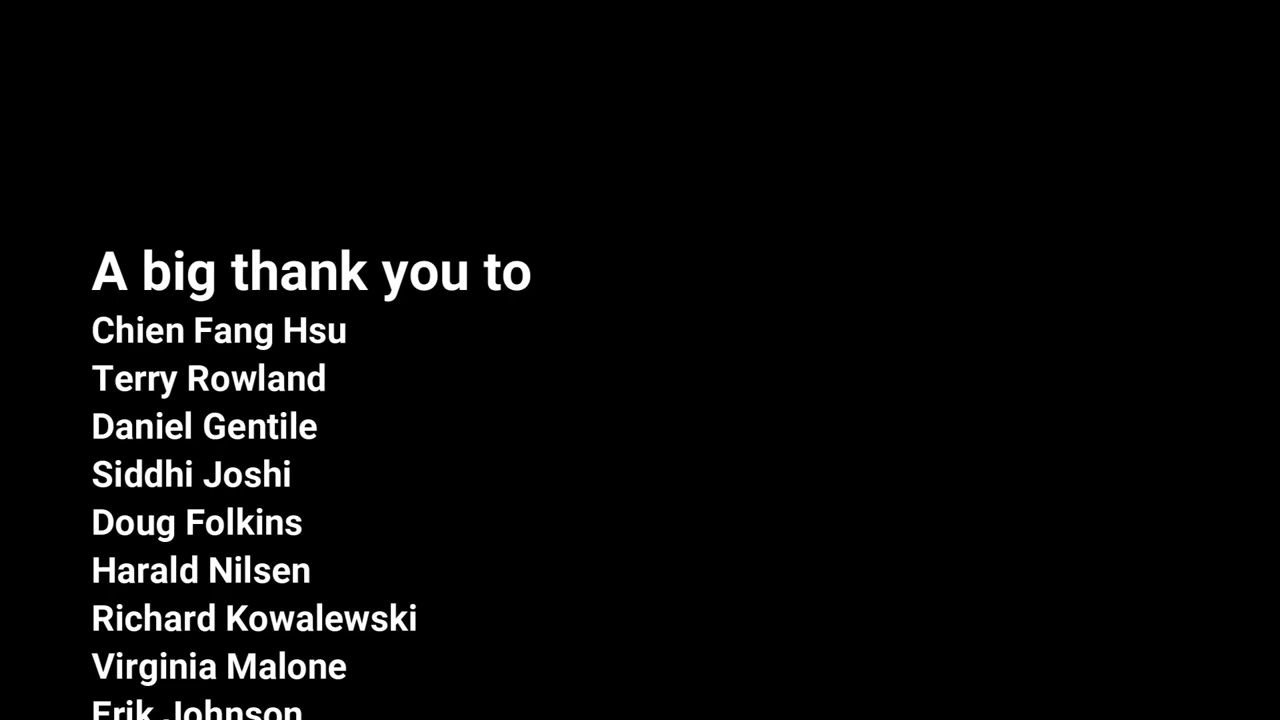 A big thank you to
Chien Fang Hsu
Terry Rowland
Daniel Gentile
Siddhi Joshi
Doug Folkins
Harald Nilsen
Richard Kowalewski
Virginia Malone
Erik Johnson